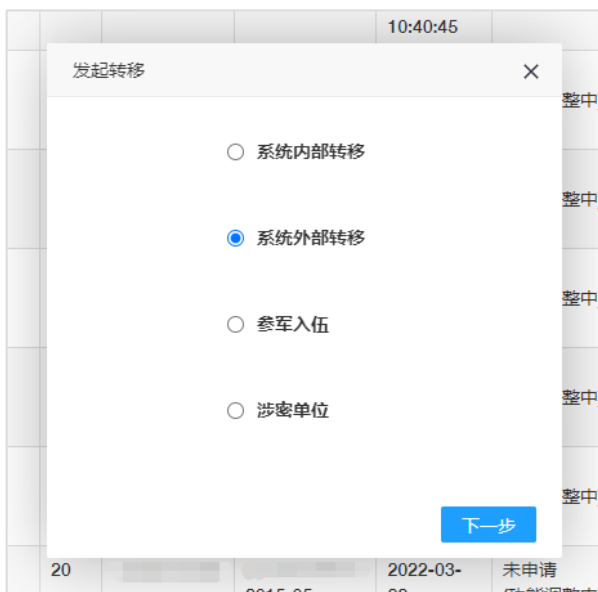 10:40:45
发起转移
整中
系统内部转移
整中
系统外部转移
整中
参军入伍
整中
涉密单位
整中
下一步
20
2022-03-
未申请